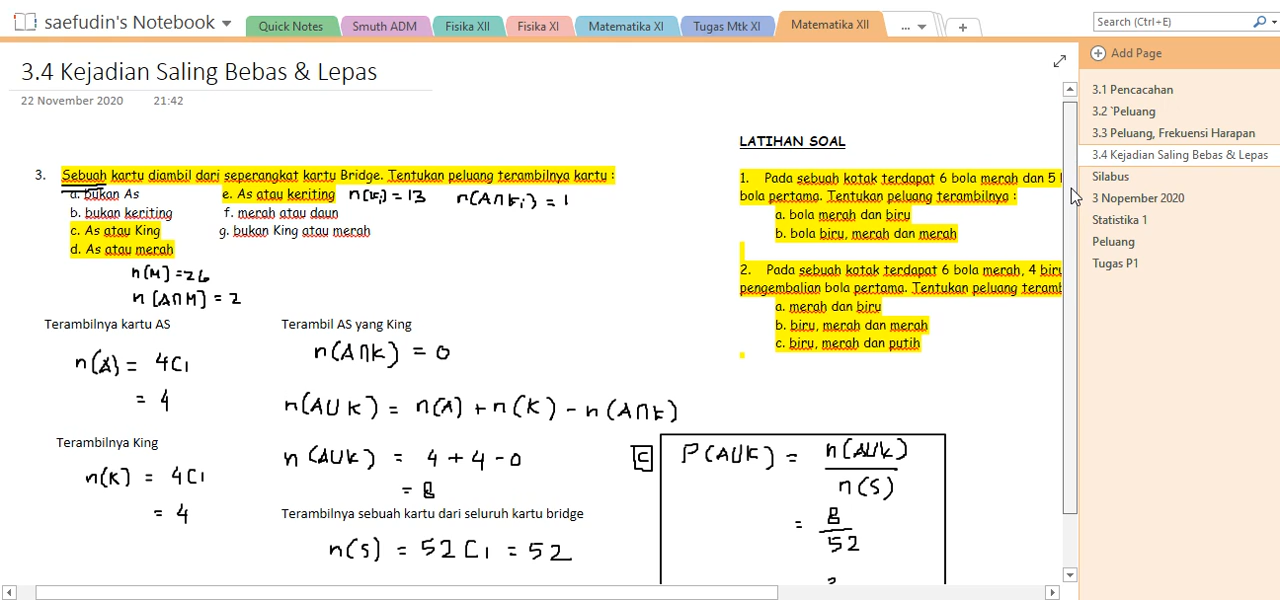 saefudin's Notebook
Quick Notes
Smuth ADM
Fisika XII
Fisika XI
Matematika XI
Tugas Mtk XI
Matematika XII
...
Search (Ctrl+E)
3.4 Kejadian Saling Bebas & Lepas
22 November 2020 21:42
3. Sebuah kartu diambil dari seperangkat kartu Bridge. Tentukan peluang terambilnya kartu :
a. bukan As
e. As atau keriting n(Ki) = 13 n(A∩Ki) = 1
b. bukan keriting
f. merah atau daun
c. As atau King
g. bukan King atau merah
d. As atau merah
n(M) = 26
n(A∩M) = 2
Terambilnya kartu AS
n(A) = 4C1
= 4
Terambilnya King
n(K) = 4C1
= 4
Terambil AS yang King
n(A∩K) = 0
n(A∪K) = n(A) + n(K) - n(A∩K)
n(A∪K) = 4 + 4 - 0
= 8
Terambilnya sebuah kartu dari seluruh kartu bridge
n(S) = 52C1 = 52
C
P(A∪K) = n(A∪K)
n(S)
= 8
52
LATIHAN SOAL
1. Pada sebuah kotak terdapat 6 bola merah dan 5
bola pertama. Tentukan peluang terambilnya :
a. bola merah dan biru
b. bola biru, merah dan merah
2. Pada sebuah kotak terdapat 6 bola merah, 4 biru
pengembalian bola pertama. Tentukan peluang teramb
a. merah dan biru
b. biru, merah dan merah
c. biru, merah dan putih
Add Page
3.1 Pencacahan
3.2 `Peluang
3.3 Peluang, Frekuensi Harapan
3.4 Kejadian Saling Bebas & Lepas
Silabus
3 Nopember 2020
Statistika 1
Peluang
Tugas P1